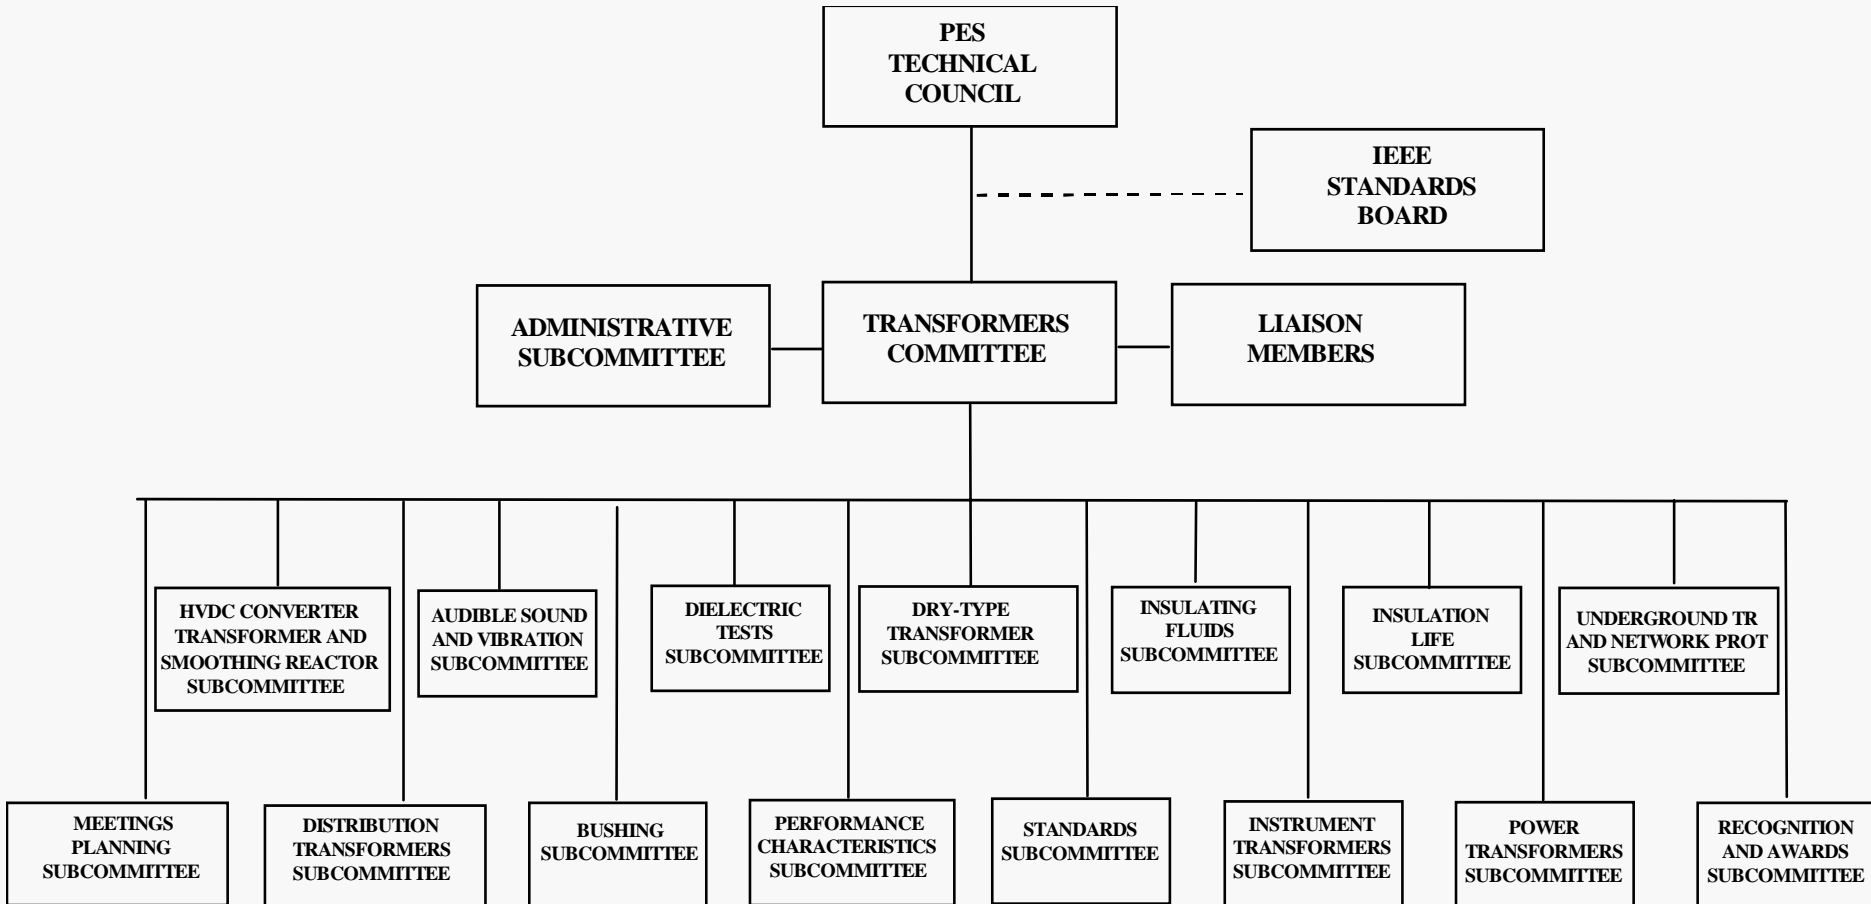 PES
TECHNICAL
COUNCIL
IEEE
STANDARDS
BOARD
ADMINISTRATIVE
SUBCOMMITTEE
TRANSFORMERS
COMMITTEE
LIAISON
MEMBERS
HVDC CONVERTER
TRANSFORMER AND
SMOOTHING REACTOR
SUBCOMMITTEE
AUDIBLE SOUND
AND VIBRATION
SUBCOMMITTEE
DIELECTRIC
TESTS
SUBCOMMITTEE
DRY-TYPE
TRANSFORMER
SUBCOMMITTEE
INSULATING
FLUIDS
SUBCOMMITTEE
INSULATION
LIFE
SUBCOMMITTEE
UNDERGROUND TR
AND NETWORK PROT
SUBCOMMITTEE
MEETINGS
PLANNING
SUBCOMMITTEE
DISTRIBUTION
TRANSFORMERS
SUBCOMMITTEE
BUSHING
SUBCOMMITTEE
PERFORMANCE
CHARACTERISTICS
SUBCOMMITTEE
STANDARDS
SUBCOMMITTEE
INSTRUMENT
TRANSFORMERS
SUBCOMMITTEE
POWER
TRANSFORMERS
SUBCOMMITTEE
RECOGNITION
AND AWARDS
SUBCOMMITTEE